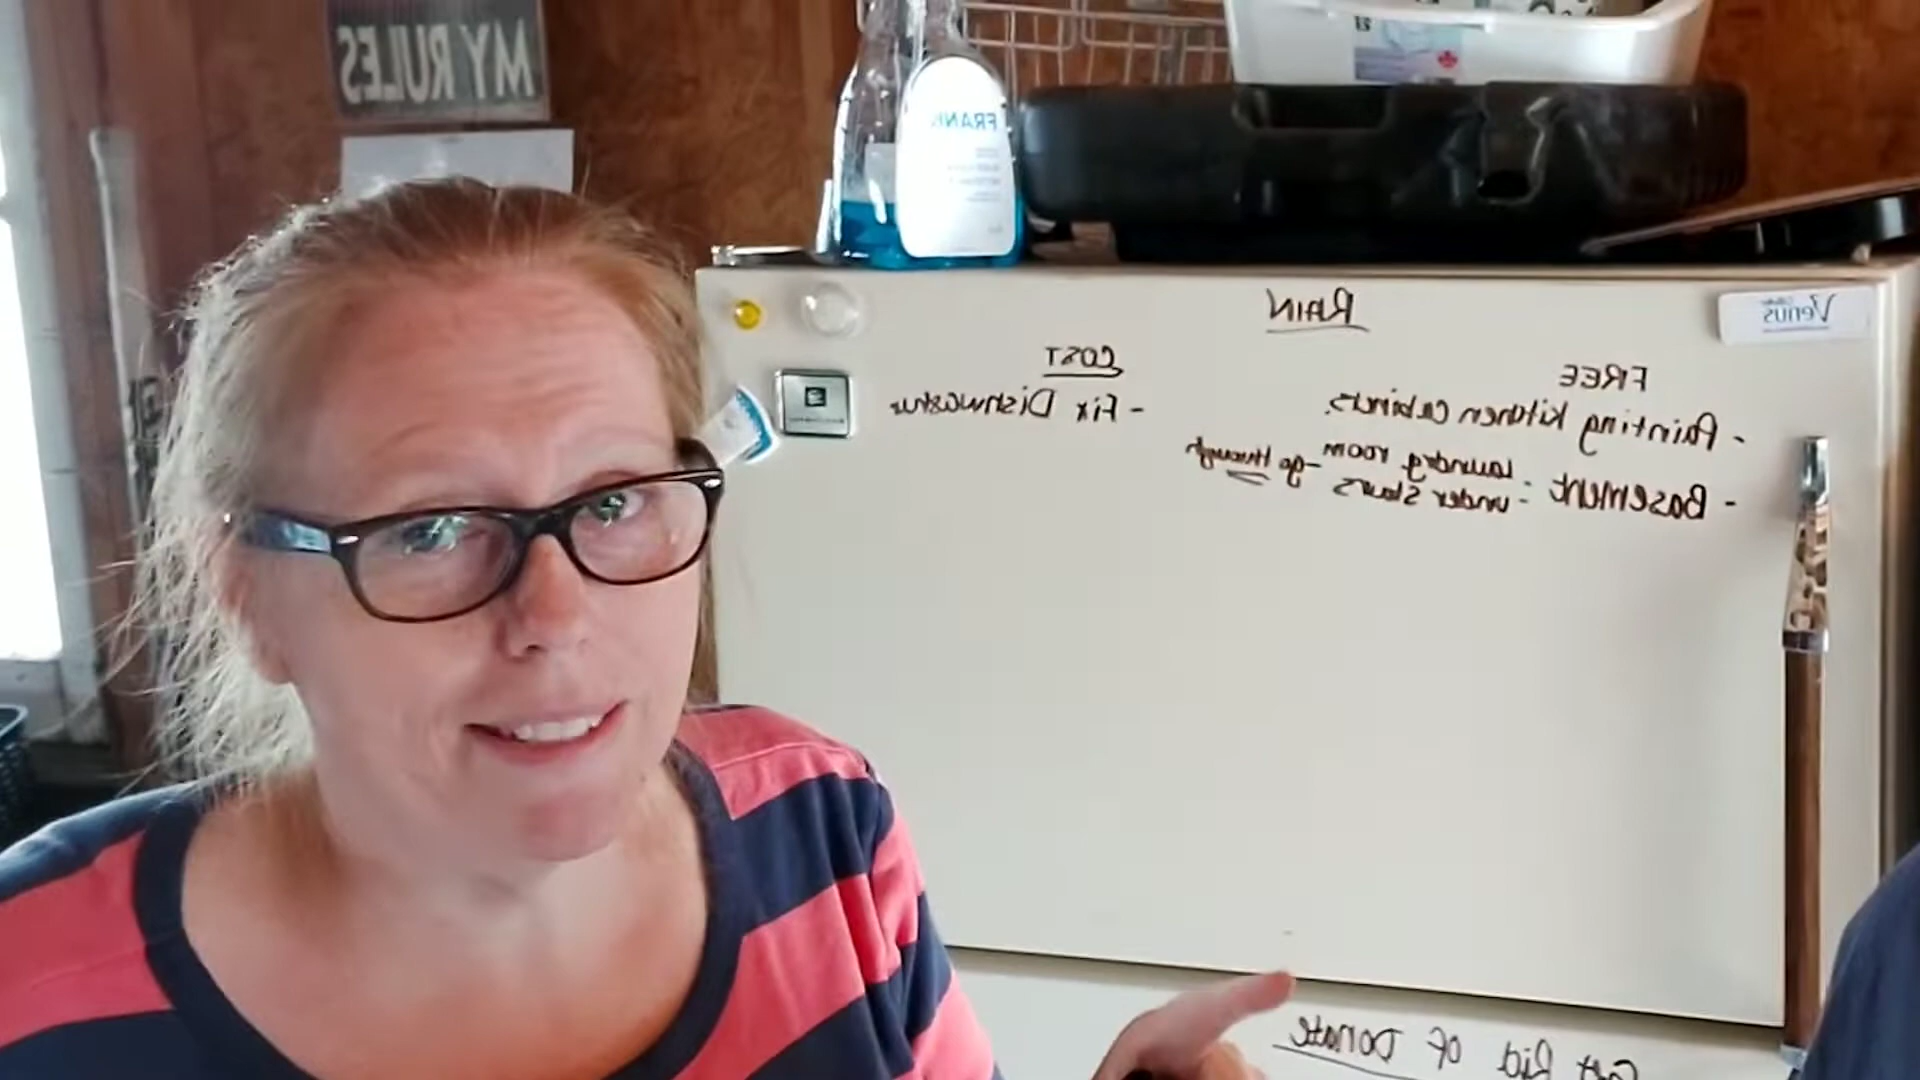 MY RULES
FRANK
Venus
RAIN
FREE
- Painting kitchen cabinets.
- Basement - laundry room - go through
- under stairs
COST
- Fix Dishwasher
Get Rid of Donate